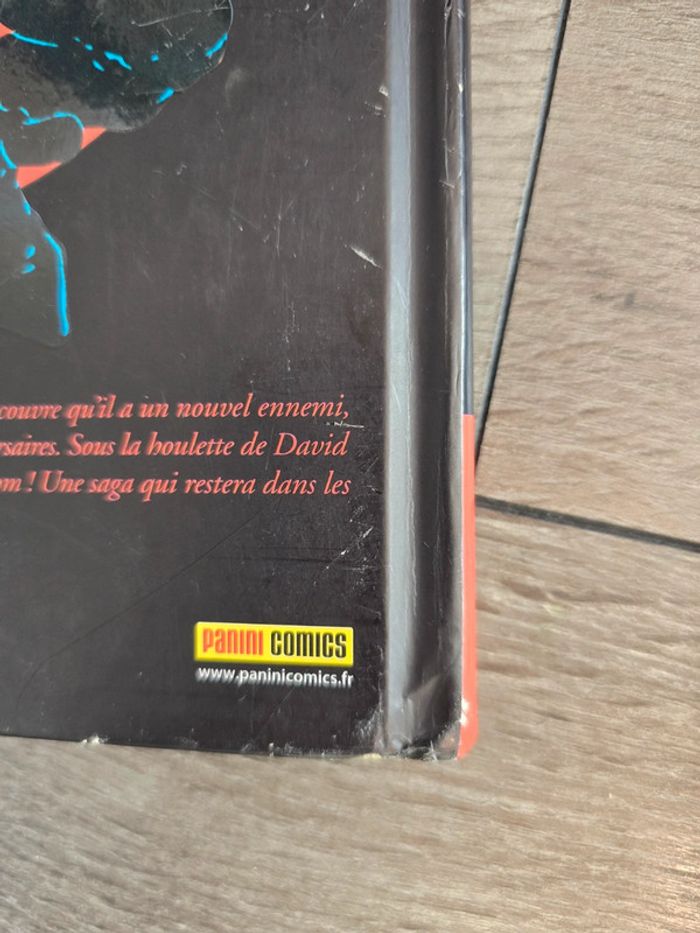 couvre qu'il a un nouvel ennemi,
rsaires. Sous la houlette de David
om ! Une saga qui restera dans les
PANINI COMICS
www.paninicomics.fr